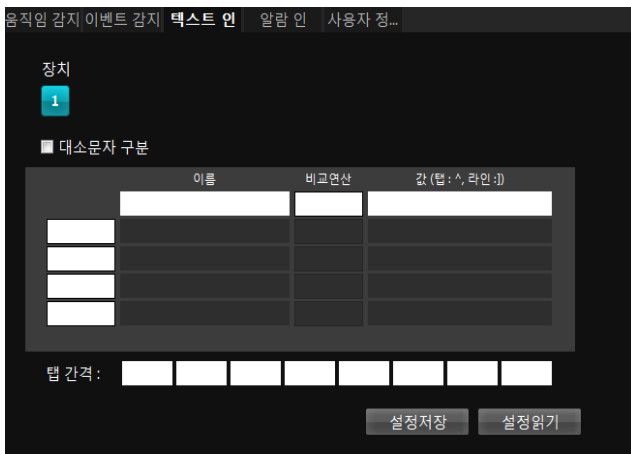 움직임 감지 이벤트 감지 텍스트 인 알람 인 사용자 정...
장치
1
대소문자 구분
이름 비교연산 값 (탭 : ^, 라인 :])
탭 간격 :
설정저장 설정읽기